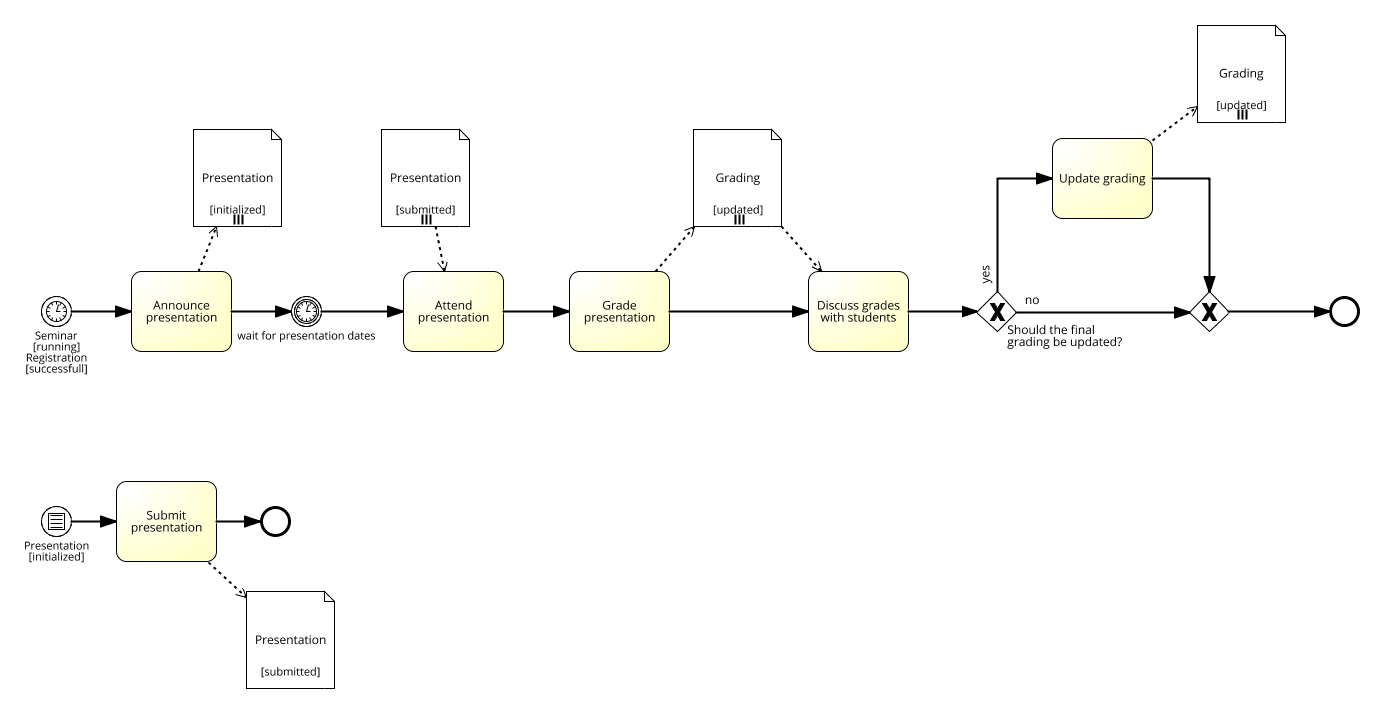 Grading
[updated]
Presentation
[initialized]
Presentation
[submitted]
Grading
[updated]
Update grading
Announce
presentation
Attend
presentation
Grade
presentation
Discuss grades
with students
yes
no
Should the final
grading be updated?
Seminar
[running]
Registration
[successfull]
wait for presentation dates
Submit
presentation
Presentation
[initialized]
Presentation
[submitted]